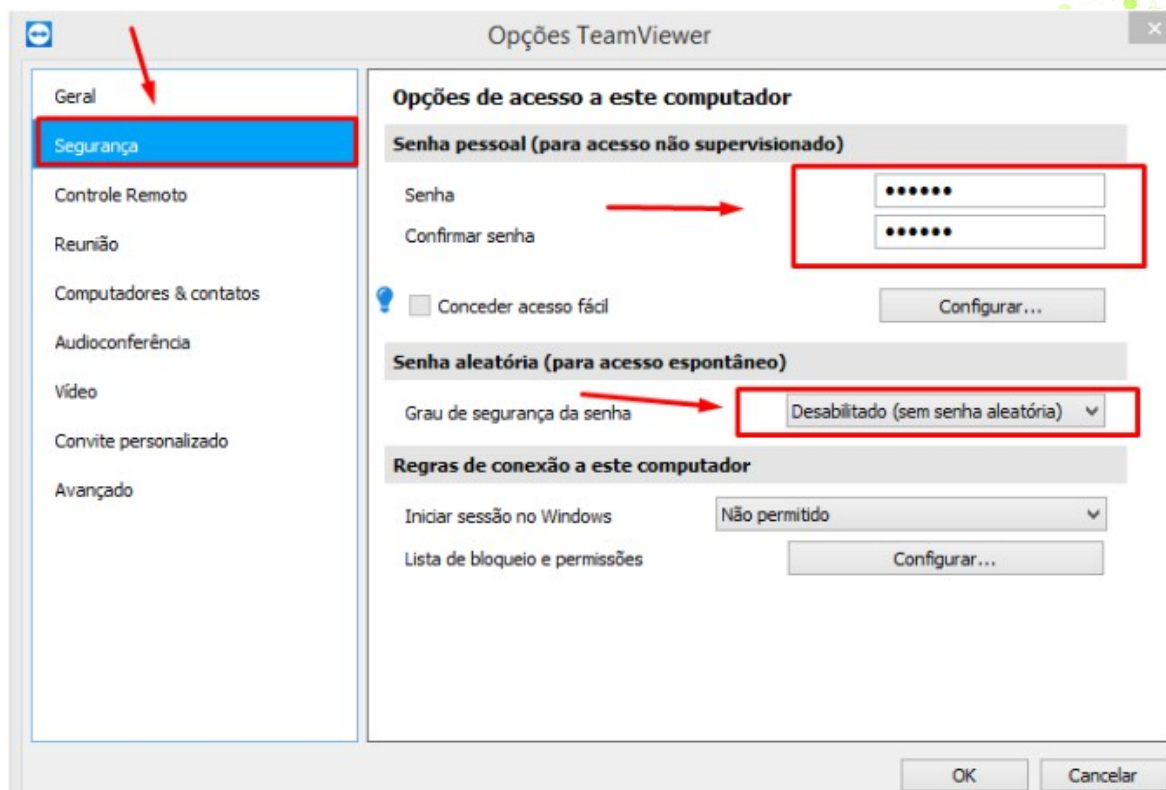 Opções TeamViewer
Geral
Segurança
Controle Remoto
Reunião
Computadores & contatos
Audioconferência
Vídeo
Convite personalizado
Avançado
Opções de acesso a este computador
Senha pessoal (para acesso não supervisionado)
Senha ••••••
Confirmar senha ••••••
Conceder acesso fácil Configurar...
Senha aleatória (para acesso espontâneo)
Grau de segurança da senha Desabilitado (sem senha aleatória)
Regras de conexão a este computador
Iniciar sessão no Windows Não permitido
Lista de bloqueio e permissões Configurar...
OK Cancelar